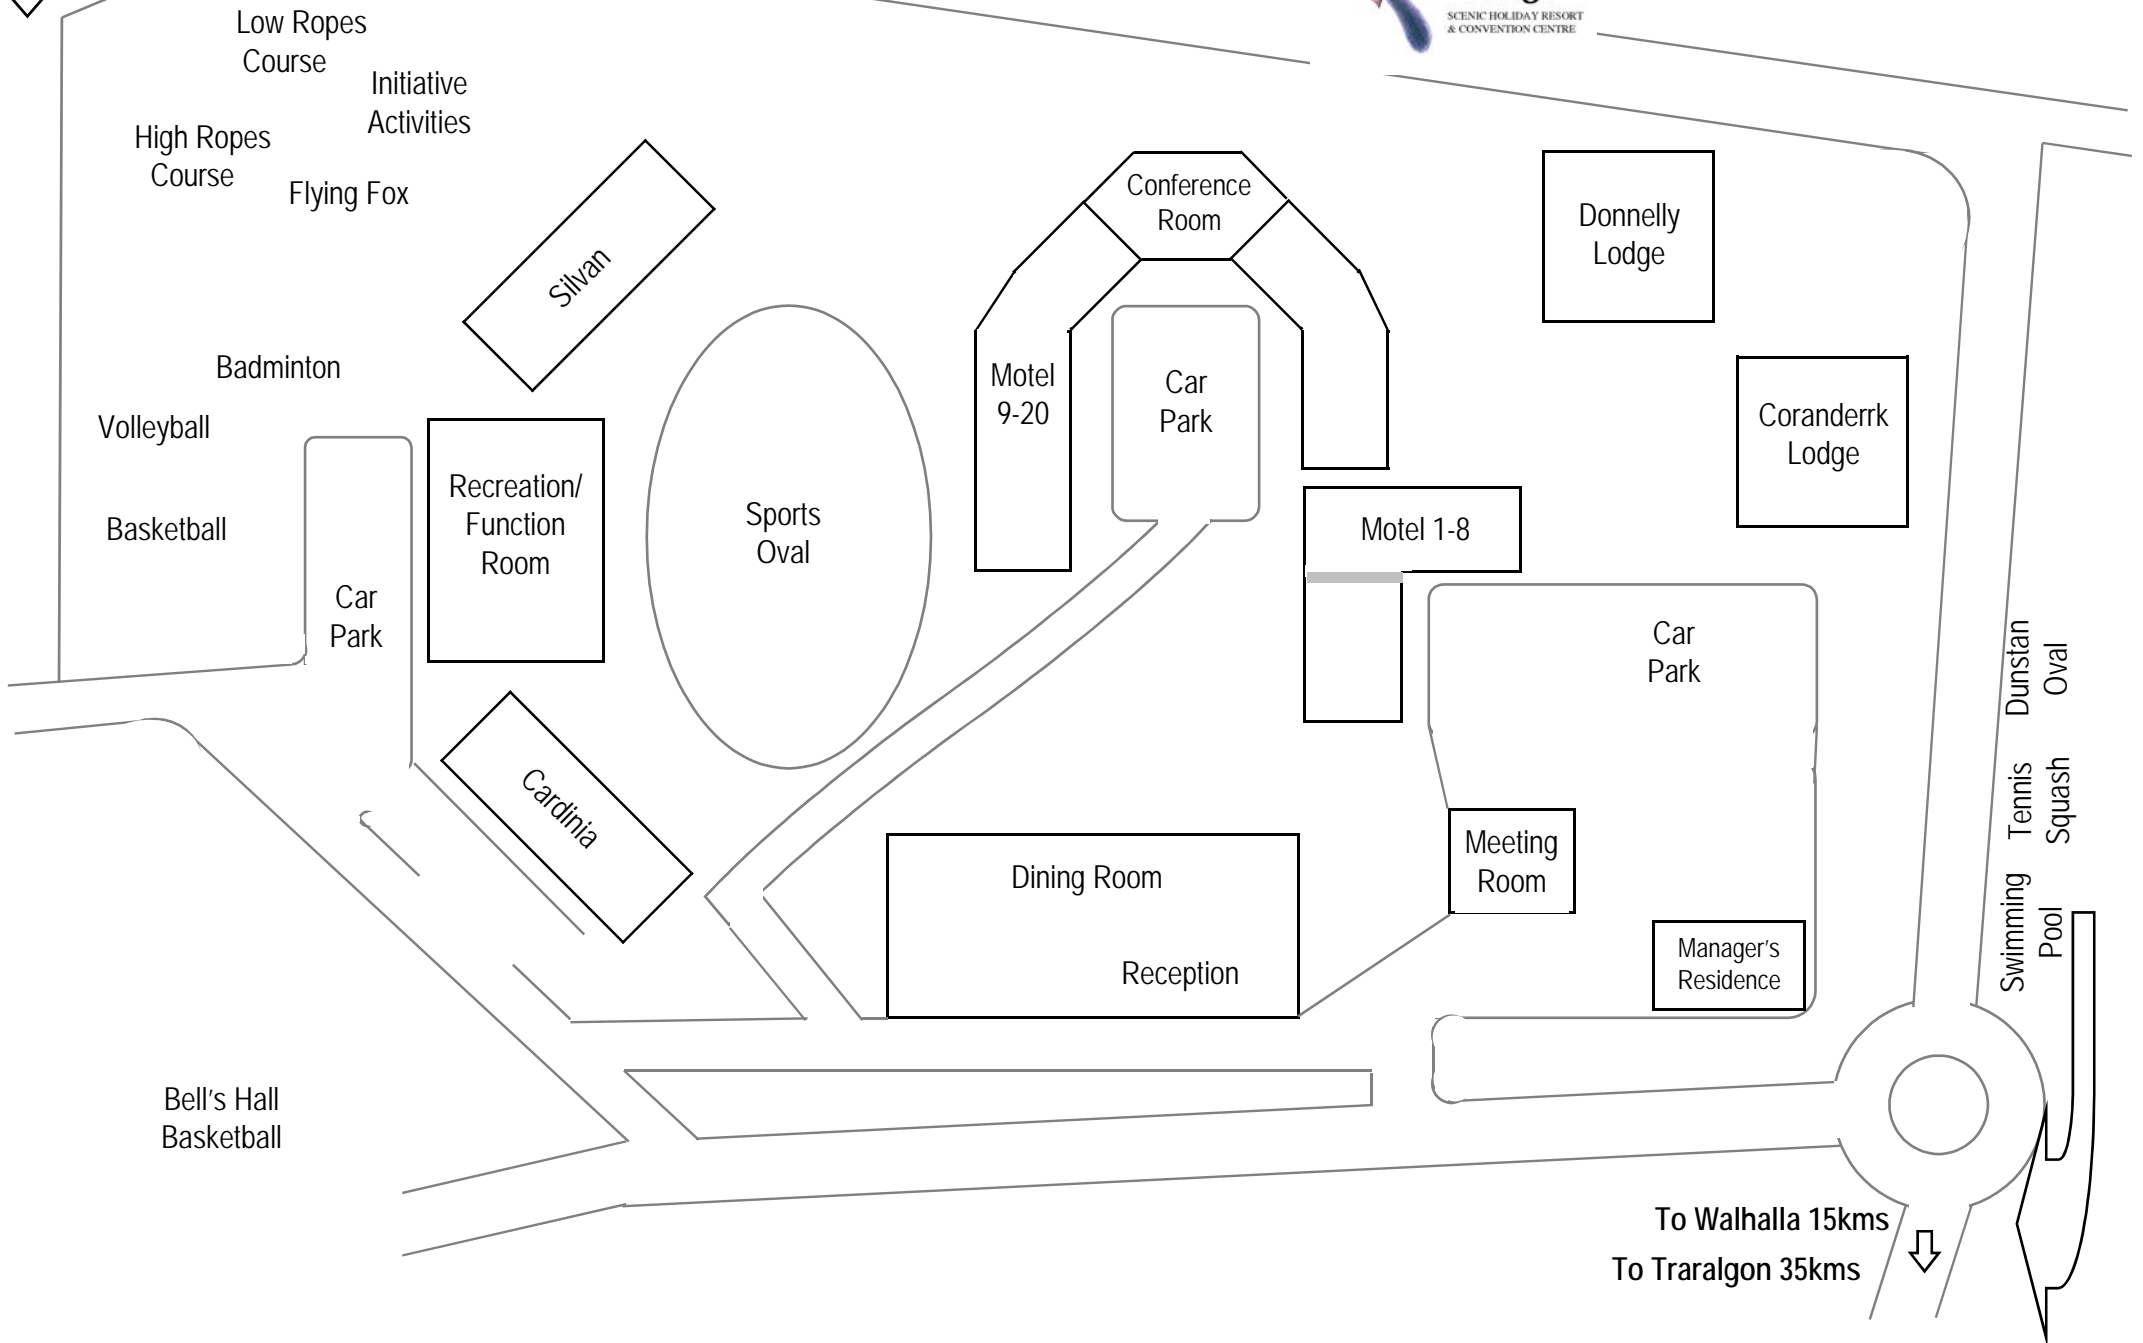 SCENIC HOLIDAY RESORT
& CONVENTION CENTRE
Low Ropes
Course
Initiative
Activities
High Ropes
Course
Flying Fox
Silvan
Conference
Room
Donnelly
Lodge
Badminton
Motel
9-20
Car
Park
Volleyball
Coranderrk
Lodge
Recreation/
Function
Room
Basketball
Sports
Oval
Motel 1-8
Car
Park
Car
Park
Dunstan
Oval
Cardinia
Tennis
Squash
Dining Room
Meeting
Room
Swimming
Pool
Reception
Manager's
Residence
Bell's Hall
Basketball
To Walhalla 15kms
To Traralgon 35kms